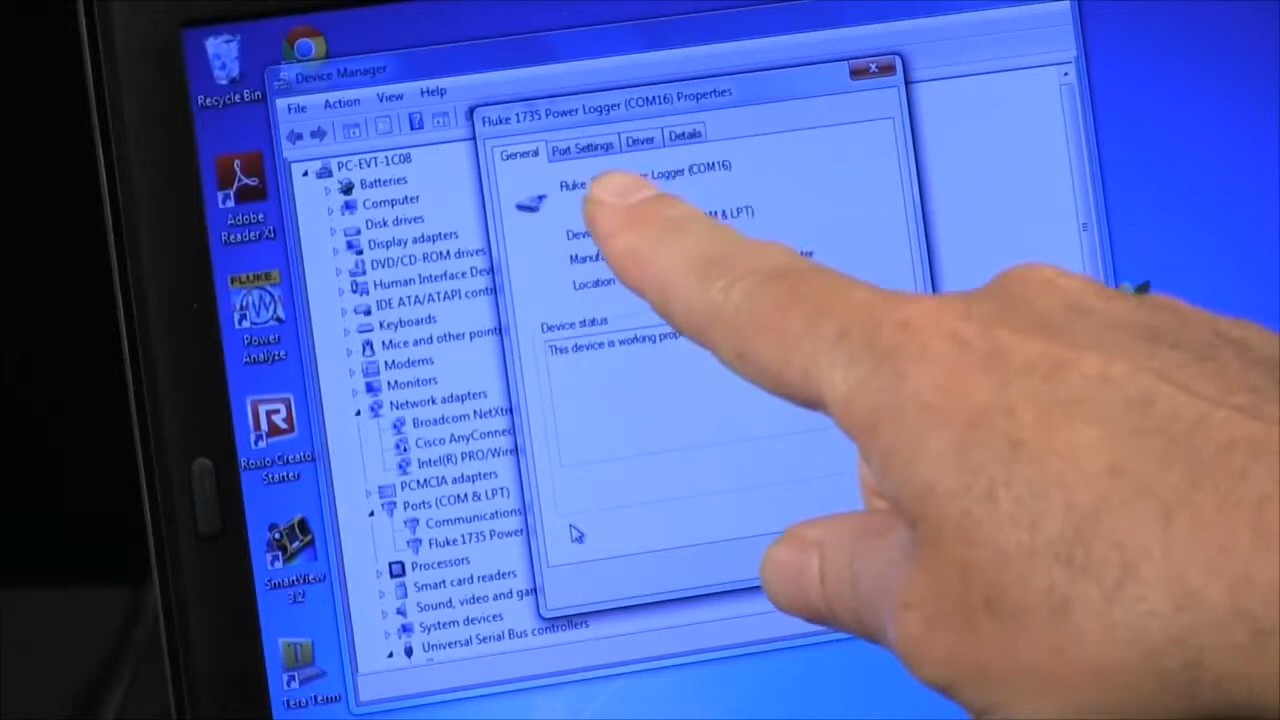 Recycle Bin
Adobe
Reader XI
FLUKE
Power
Analyze
Roxio Creato
Starter
SmartView
3.2
Tera Term
Device Manager
File Action View Help
PC-EVT-1C08
Batteries
Computer
Disk drives
Display adapters
DVD/CD-ROM drives
Human Interface Dev
IDE ATA/ATAPI contr
Keyboards
Mice and other point
Modems
Monitors
Network adapters
Broadcom NetXtr
Cisco AnyConnec
Intel(R) PRO/Wire
PCMCIA adapters
Ports (COM & LPT)
Communications
Fluke 1735 Power
Processors
Smart card readers
Sound, video and gam
System devices
Universal Serial Bus controllers
Fluke 1735 Power Logger (COM16) Properties
General Port Settings Driver Details
Fluke Logger (COM16)
& LPT)
Location
Device status
This device is working prop